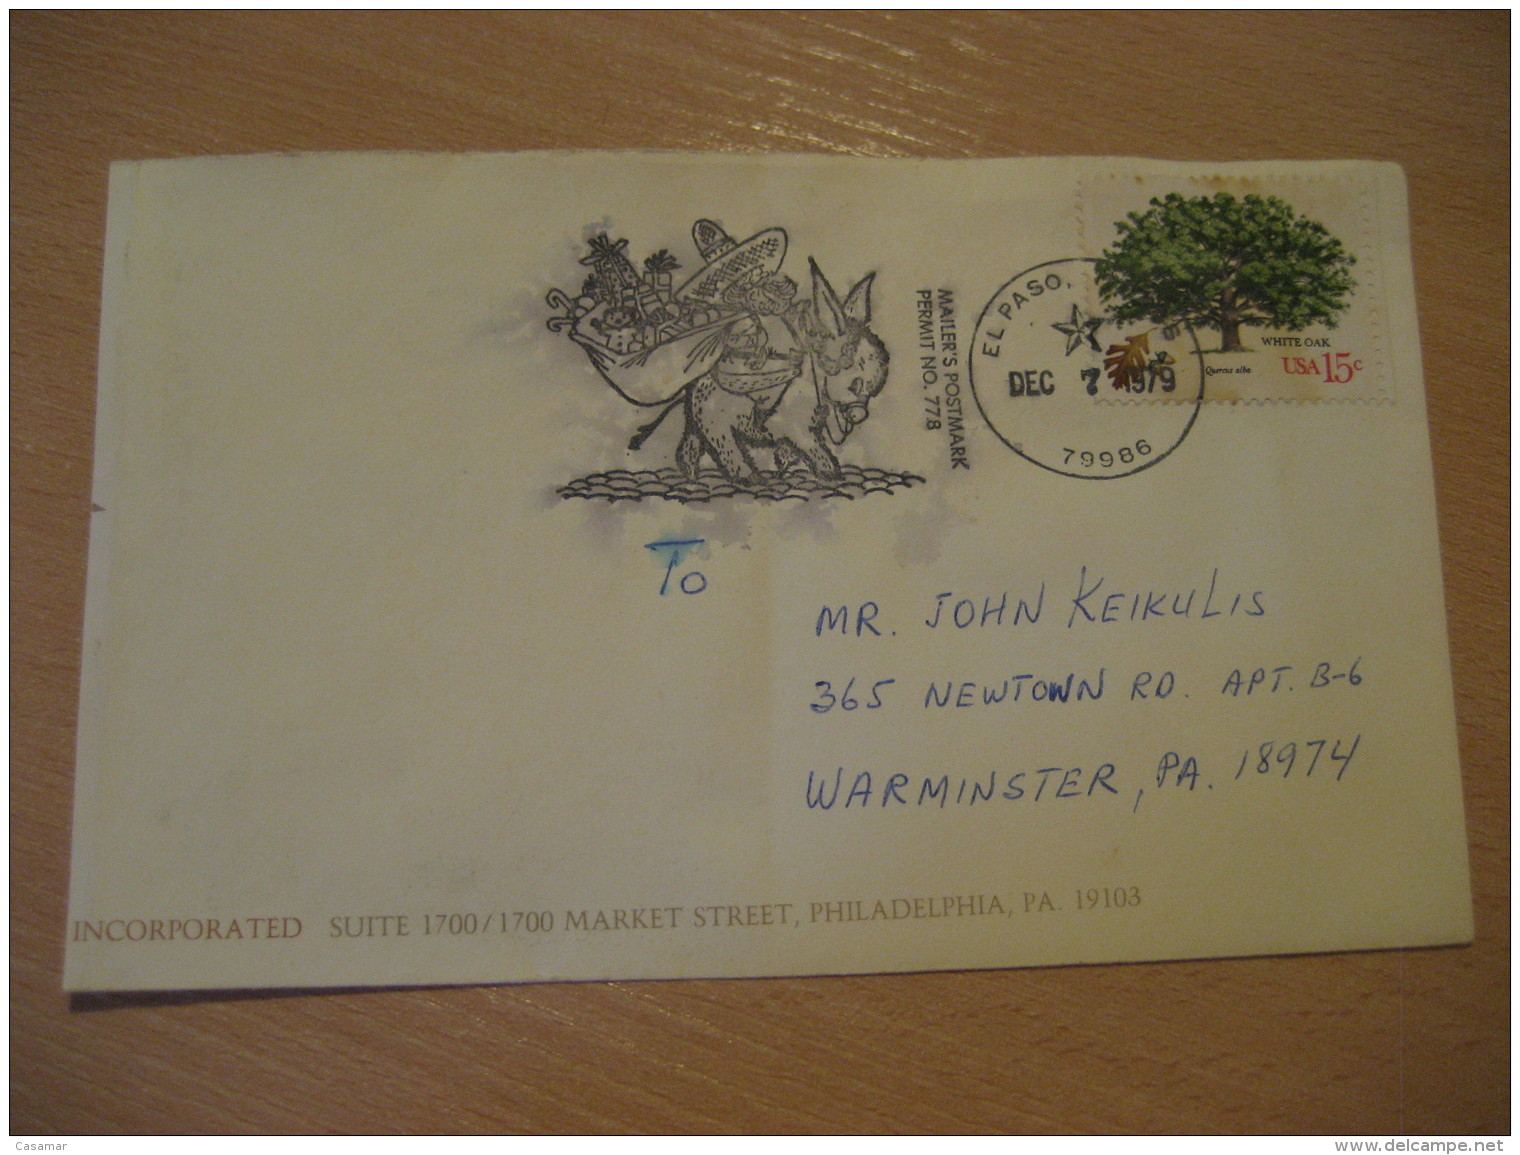 MAILER'S POSTMARK
PERMIT NO. 778
EL PASO,
DEC 7 1979
79986
WHITE OAK
Quercus alba
USA 15c
To
MR. JOHN KEIKULIS
365 NEWTOWN RD. APT. B-6
WARMINSTER, PA. 18974
INCORPORATED SUITE 1700/1700 MARKET STREET, PHILADELPHIA, PA. 19103
Casamar
www.delcampe.net